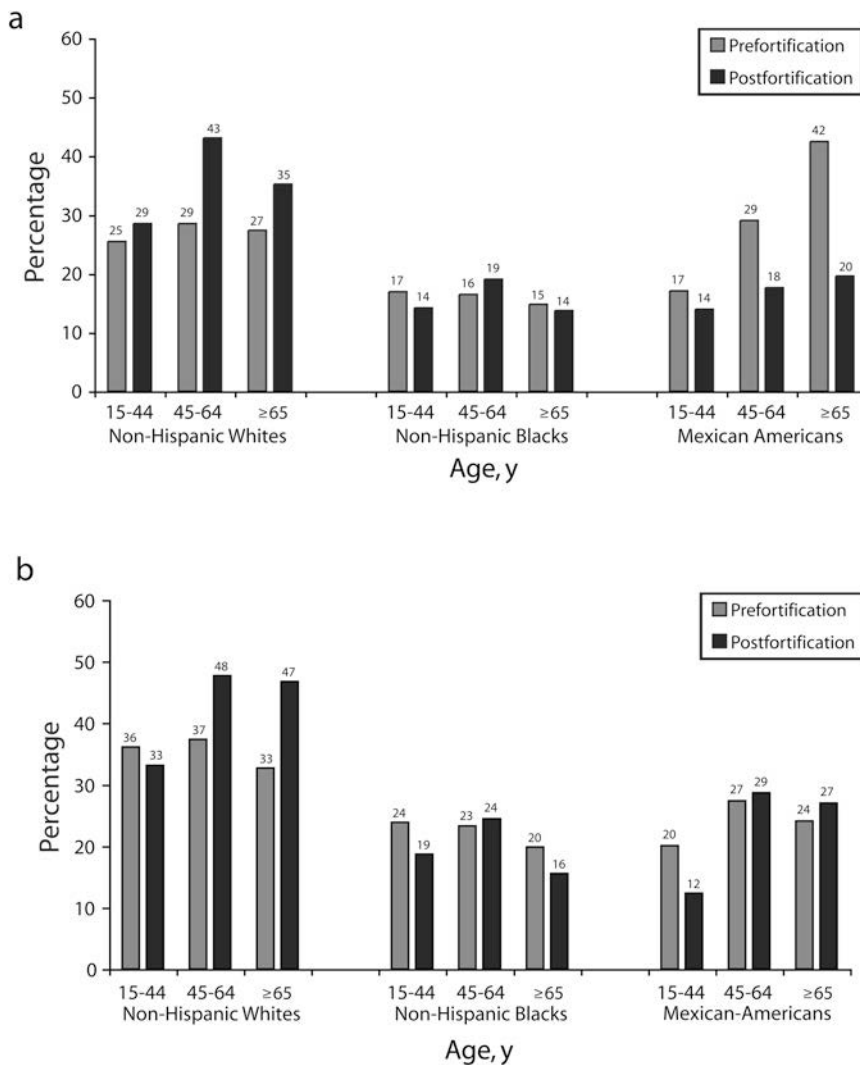 a
60
50
40
30
20
10
0
Percentage
Prefortification
Postfortification
25 29 29 43 27 35 17 14 16 19 15 14 17 14 29 18 42 20
15-44 45-64 ≥65 15-44 45-64 ≥65 15-44 45-64 ≥65
Non-Hispanic Whites Non-Hispanic Blacks Mexican Americans
Age, y
b
60
50
40
30
20
10
0
Percentage
Prefortification
Postfortification
36 33 37 48 33 47 24 19 23 24 20 16 20 12 27 29 24 27
15-44 45-64 ≥65 15-44 45-64 ≥65 15-44 45-64 ≥65
Non-Hispanic Whites Non-Hispanic Blacks Mexican-Americans
Age, y